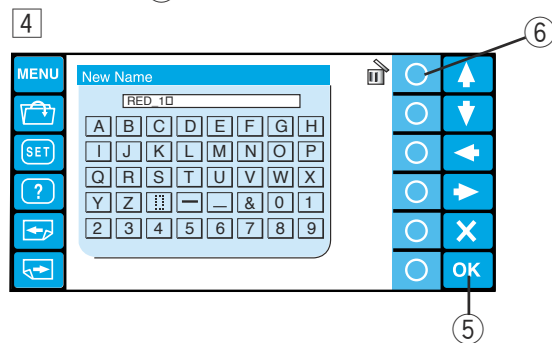 4
⑥
MENU
New Name
RED_1
A B C D E F G H
I J K L M N O P
SET
Q R S T U V W X
?
Y Z — _ & 0 1
2 3 4 5 6 7 8 9
OK
⑤